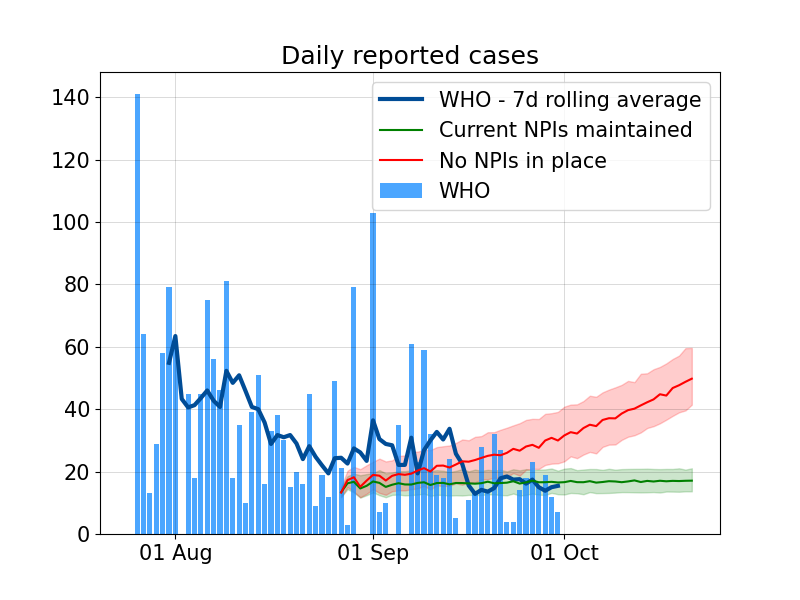 Daily reported cases
WHO - 7d rolling average
Current NPIs maintained
No NPIs in place
WHO
140
120
100
80
60
40
20
0
01 Aug
01 Sep
01 Oct